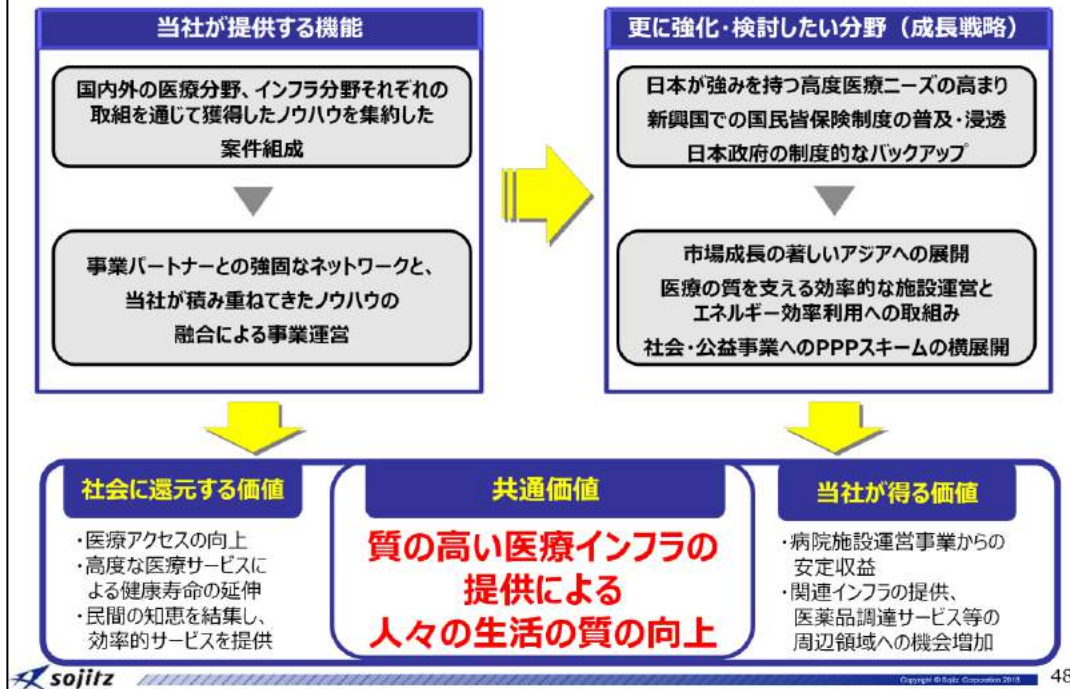 当社が提供する機能
国内外の医療分野、インフラ分野それぞれの
取組を通じて獲得したノウハウを集約した
案件組成
事業パートナーとの強固なネットワークと、
当社が積み重ねてきたノウハウの
融合による事業運営
更に強化・検討したい分野（成長戦略）
日本が強みを持つ高度医療ニーズの高まり
新興国での国民皆保険制度の普及・浸透
日本政府の制度的なバックアップ
市場成長の著しいアジアへの展開
医療の質を支える効率的な施設運営と
エネルギー効率利用への取組み
社会・公益事業へのPPPスキームの横展開
社会に還元する価値
・医療アクセスの向上
・高度な医療サービスに
よる健康寿命の延伸
・民間の知恵を結集し、
効率的サービスを提供
共通価値
質の高い医療インフラの
提供による
人々の生活の質の向上
当社が得る価値
・病院施設運営事業からの
安定収益
・関連インフラの提供、
医薬品調達サービス等の
周辺領域への機会増加
sojitz
Copyright © Sojitz Corporation 2018
48